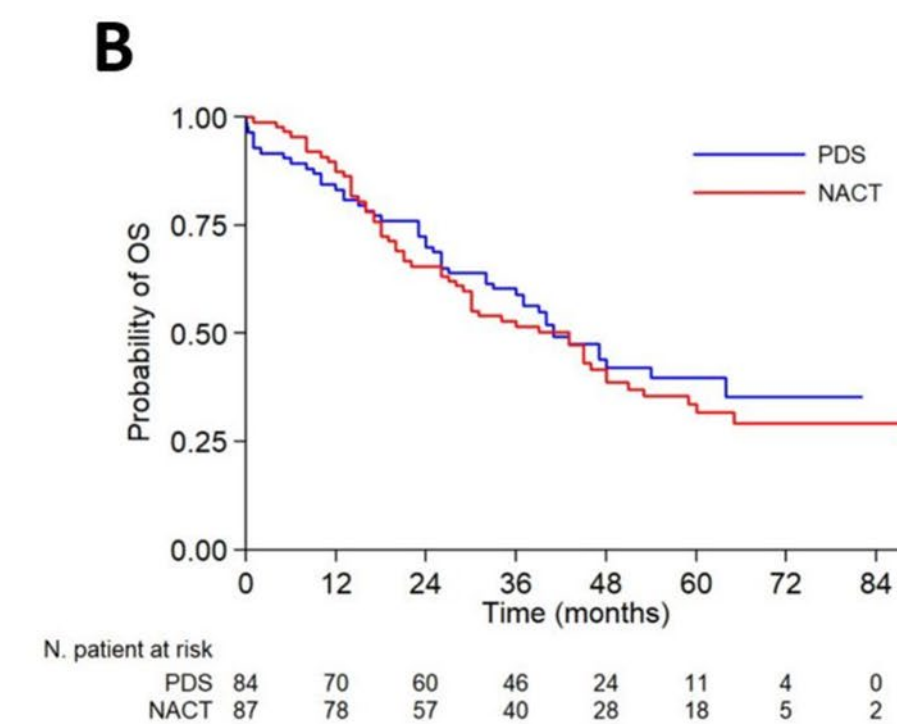 B
1.00
0.75
0.50
0.25
0.00
Probability of OS
PDS
NACT
0 12 24 36 48 60 72 84
Time (months)
N. patient at risk
PDS 84 70 60 46 24 11 4 0
NACT 87 78 57 40 28 18 5 2